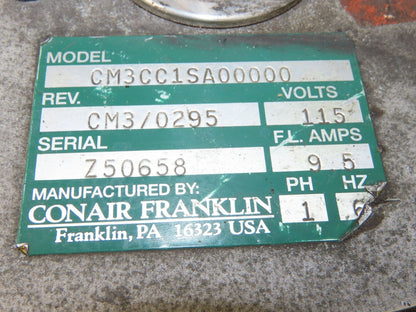 MODEL
CM3CC1SA00000
REV. VOLTS
CM3/0295 115
SERIAL F.L. AMPS
Z50658 9 5
MANUFACTURED BY: PH HZ
CONAIR FRANKLIN 1 6
Franklin, PA 16323 USA